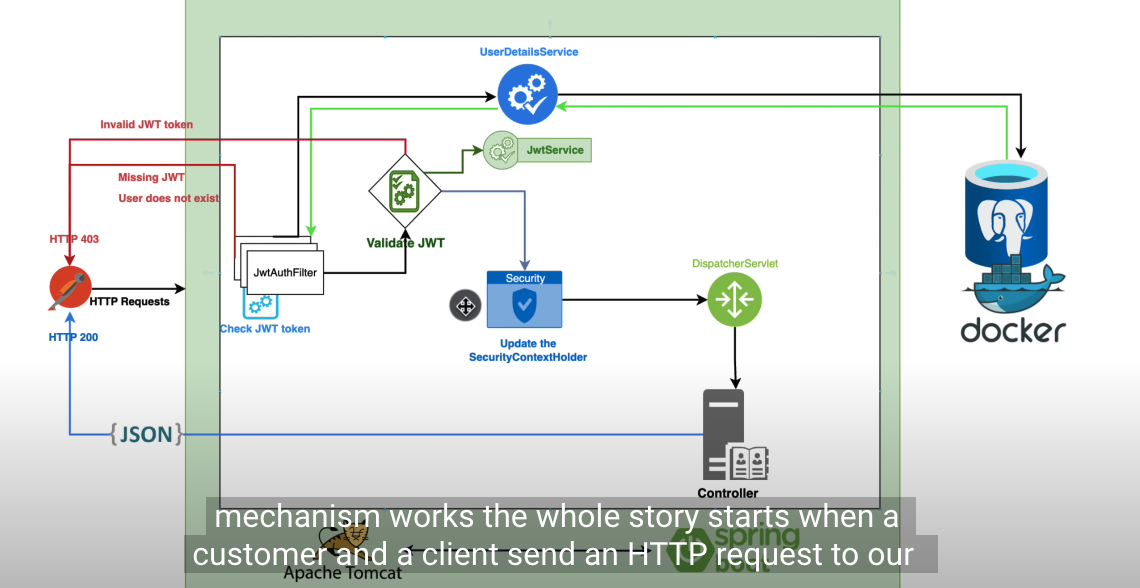 UserDetailsService
Invalid JWT token
JwtService
Missing JWT
User does not exist
HTTP 403
Validate JWT
JwtAuthFilter
Security
DispatcherServlet
HTTP Requests
Check JWT token
HTTP 200
Update the
SecurityContextHolder
docker
{JSON}
Controller
mechanism works the whole story starts when a
customer and a client send an HTTP request to our
spring
boot
Apache Tomcat